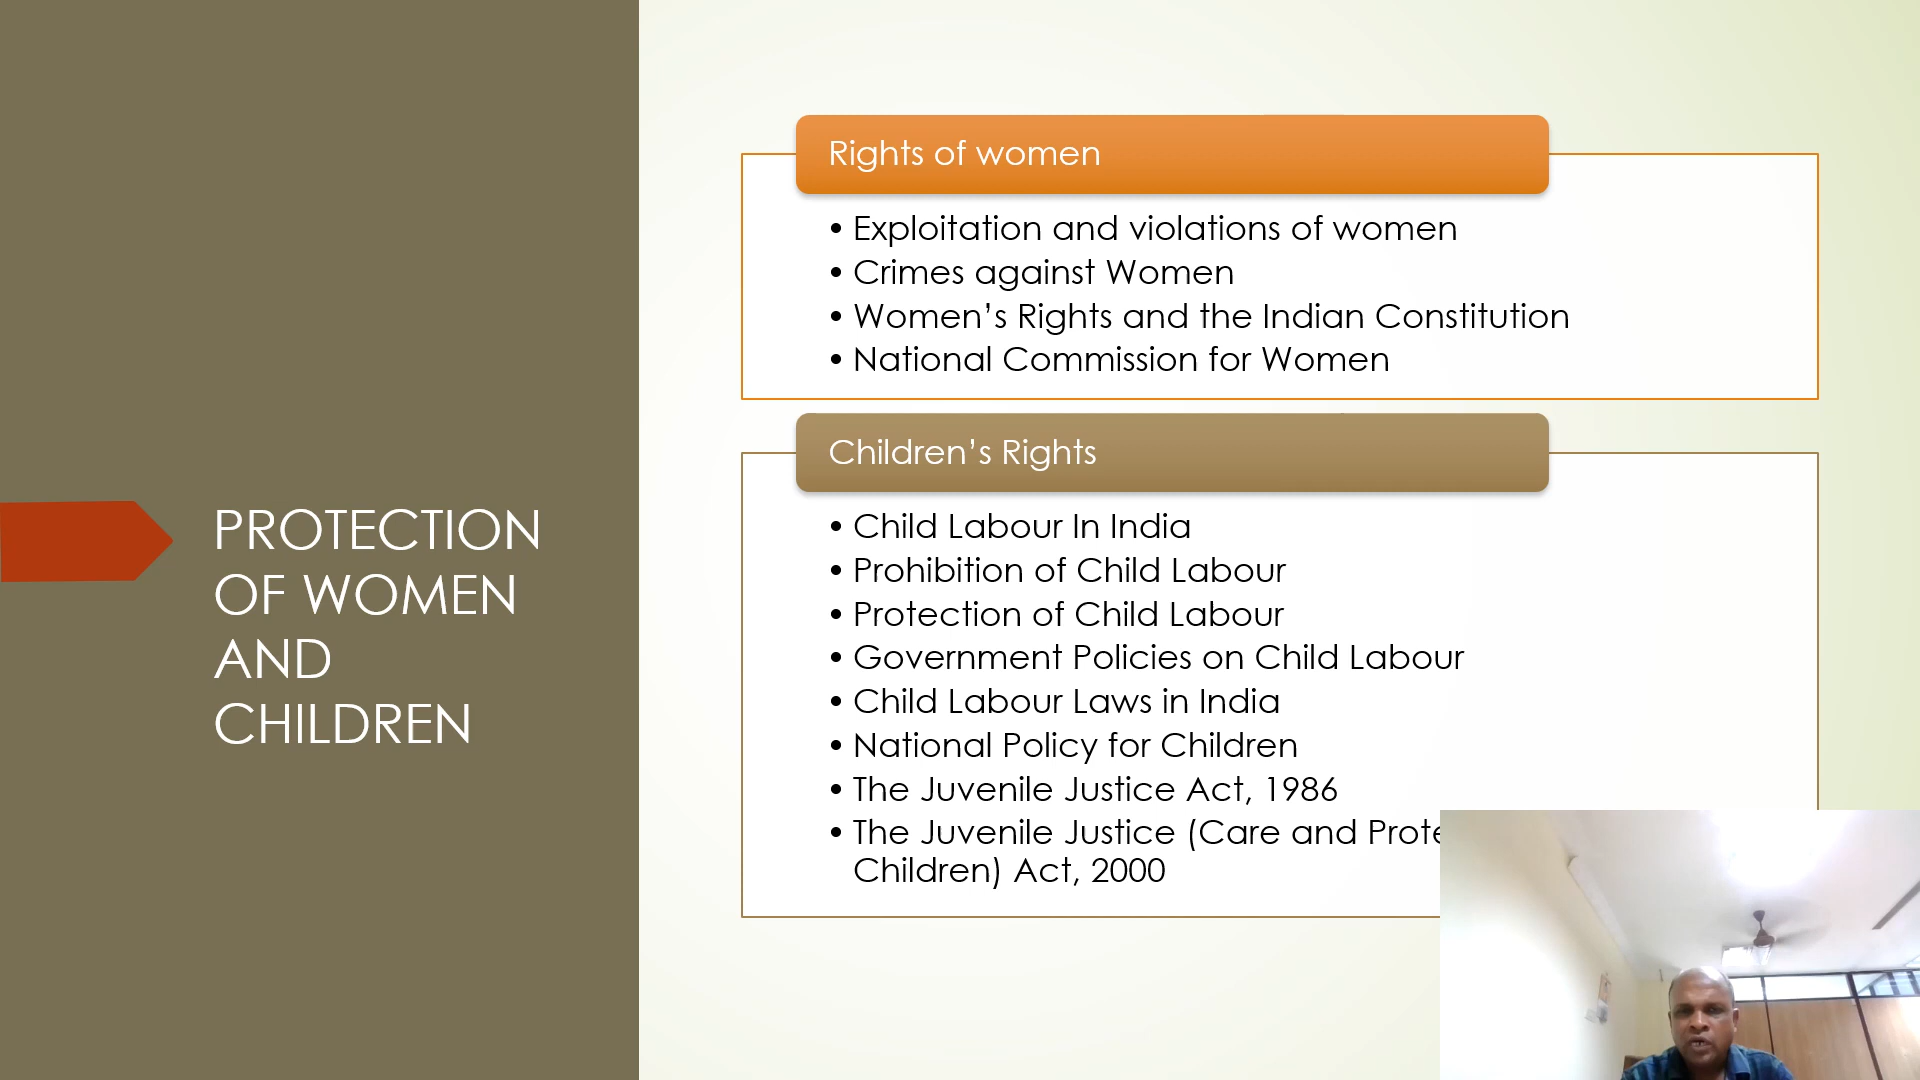 PROTECTION
OF WOMEN
AND
CHILDREN
Rights of women
• Exploitation and violations of women
• Crimes against Women
• Women’s Rights and the Indian Constitution
• National Commission for Women
Children’s Rights
• Child Labour In India
• Prohibition of Child Labour
• Protection of Child Labour
• Government Policies on Child Labour
• Child Labour Laws in India
• National Policy for Children
• The Juvenile Justice Act, 1986
• The Juvenile Justice (Care and
Children) Act, 2000